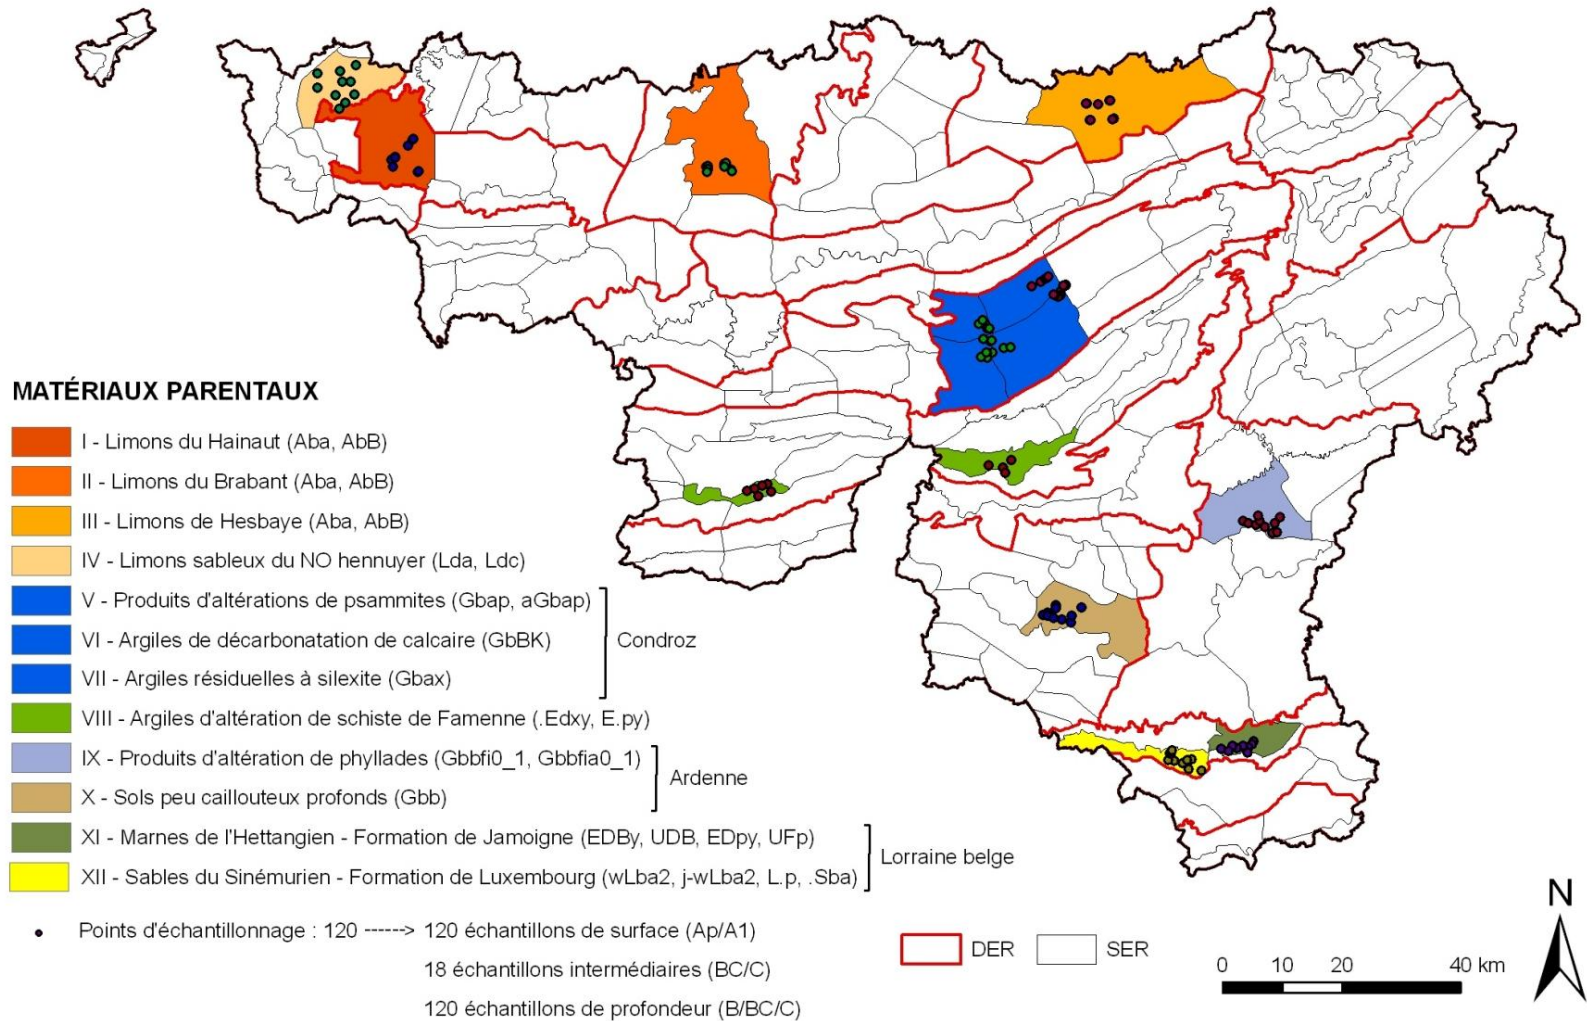 MATÉRIAUX PARENTAUX
I - Limons du Hainaut (Aba, AbB)
II - Limons du Brabant (Aba, AbB)
III - Limons de Hesbaye (Aba, AbB)
IV - Limons sableux du NO hennuyer (Lda, Ldc)
V - Produits d'altérations de psammites (Gbap, aGbap)
VI - Argiles de décarbonatation de calcaire (GbBK)
Condroz
VII - Argiles résiduelles à silexite (Gbax)
VIII - Argiles d'altération de schiste de Famenne (.Edxy, E.py)
IX - Produits d'altération de phyllades (Gbbfi0_1, Gbbfia0_1)
Ardenne
X - Sols peu caillouteux profonds (Gbb)
XI - Marnes de l'Hettangien - Formation de Jamoigne (EDBy, UDB, EDpy, UFp)
Lorraine belge
XII - Sables du Sinémurien - Formation de Luxembourg (wLba2, j-wLba2, L.p, .Sba)
Points d'échantillonnage : 120 ------> 120 échantillons de surface (Ap/A1)
18 échantillons intermédiaires (BC/C)
120 échantillons de profondeur (B/BC/C)
DER
SER
0 10 20 40 km
N